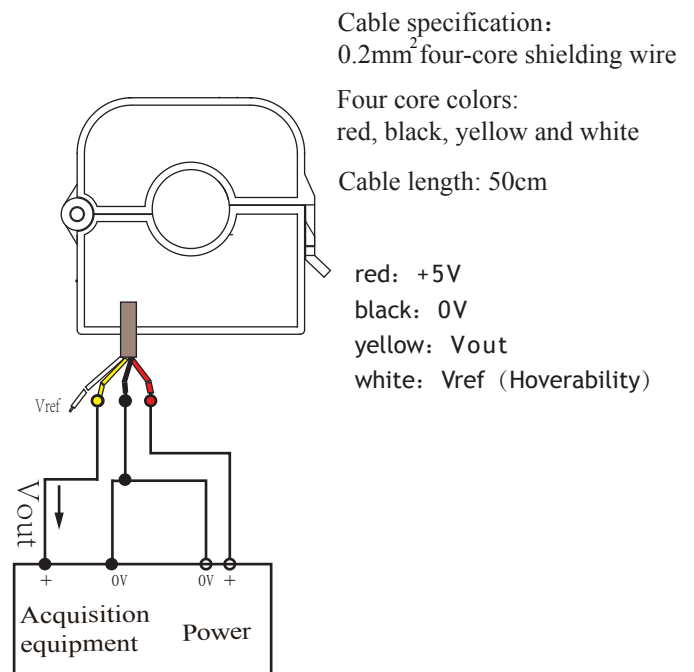 Cable specification：
0.2mm² four-core shielding wire
Four core colors:
red, black, yellow and white
Cable length: 50cm
red：+5V
black：0V
yellow：Vout
white：Vref（Hoverability）
Vref
Vout
+
0V
0V
+
Acquisition
equipment
Power